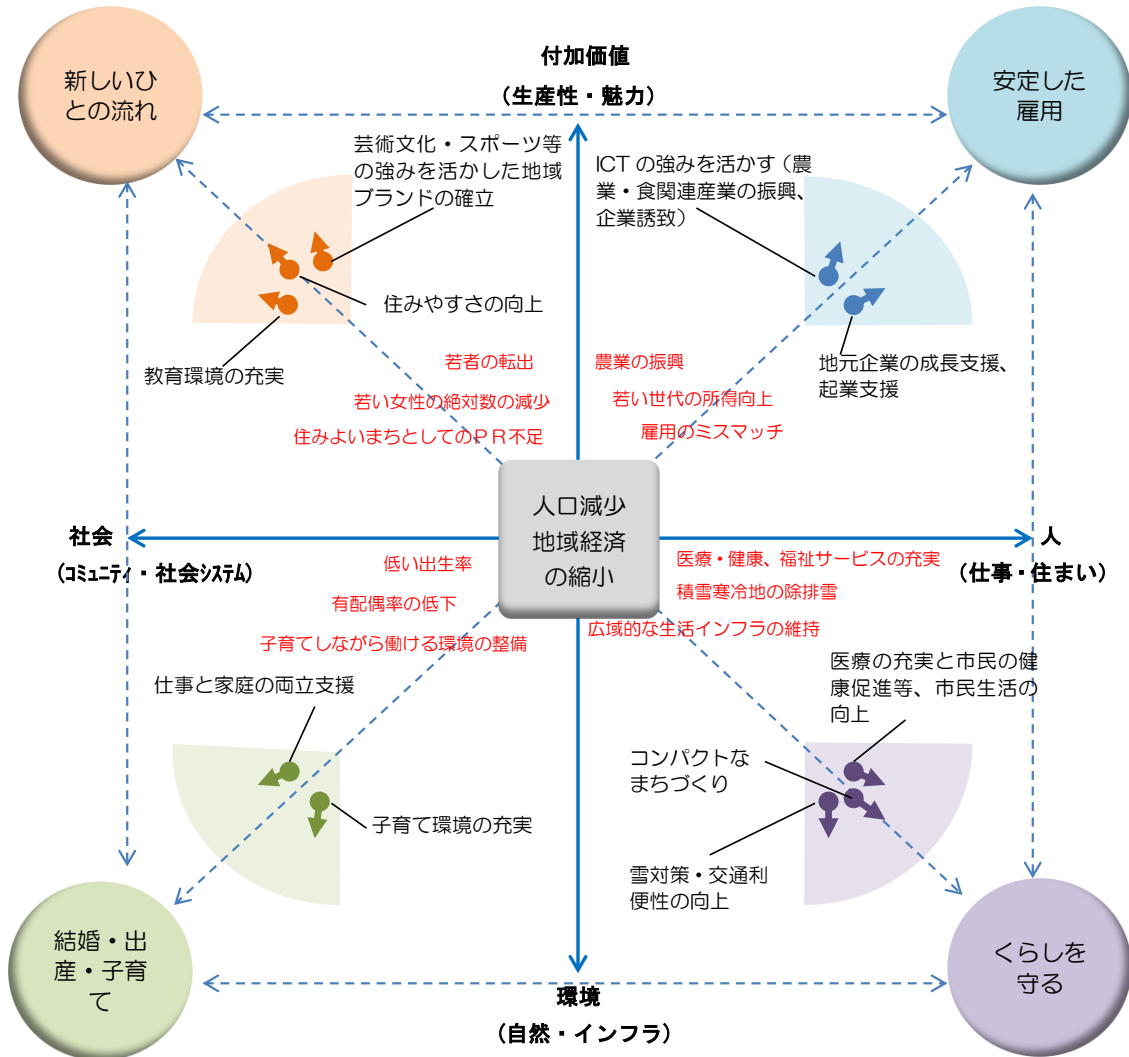 付加価値
（生産性・魅力）
新しいひ
との流れ
安定した
雇用
芸術文化・スポーツ等
の強みを活かした地域
ブランドの確立
ICT の強みを活かす（農
業・食関連産業の振興、
企業誘致）
住みやすさの向上
教育環境の充実
地元企業の成長支援、
起業支援
若者の転出
農業の振興
若い女性の絶対数の減少
若い世代の所得向上
住みよいまちとしてのＰＲ不足
雇用のミスマッチ
人口減少
地域経済
の縮小
社会
（ｺﾐｭﾆﾃｨ・社会ｼｽﾃﾑ）
人
（仕事・住まい）
低い出生率
医療・健康、福祉サービスの充実
有配偶率の低下
積雪寒冷地の除排雪
子育てしながら働ける環境の整備
広域的な生活インフラの維持
仕事と家庭の両立支援
医療の充実と市民の健
康促進等、市民生活の
向上
コンパクトな
まちづくり
子育て環境の充実
雪対策・交通利
便性の向上
結婚・出
産・子育
て
くらしを
守る
環境
（自然・インフラ）